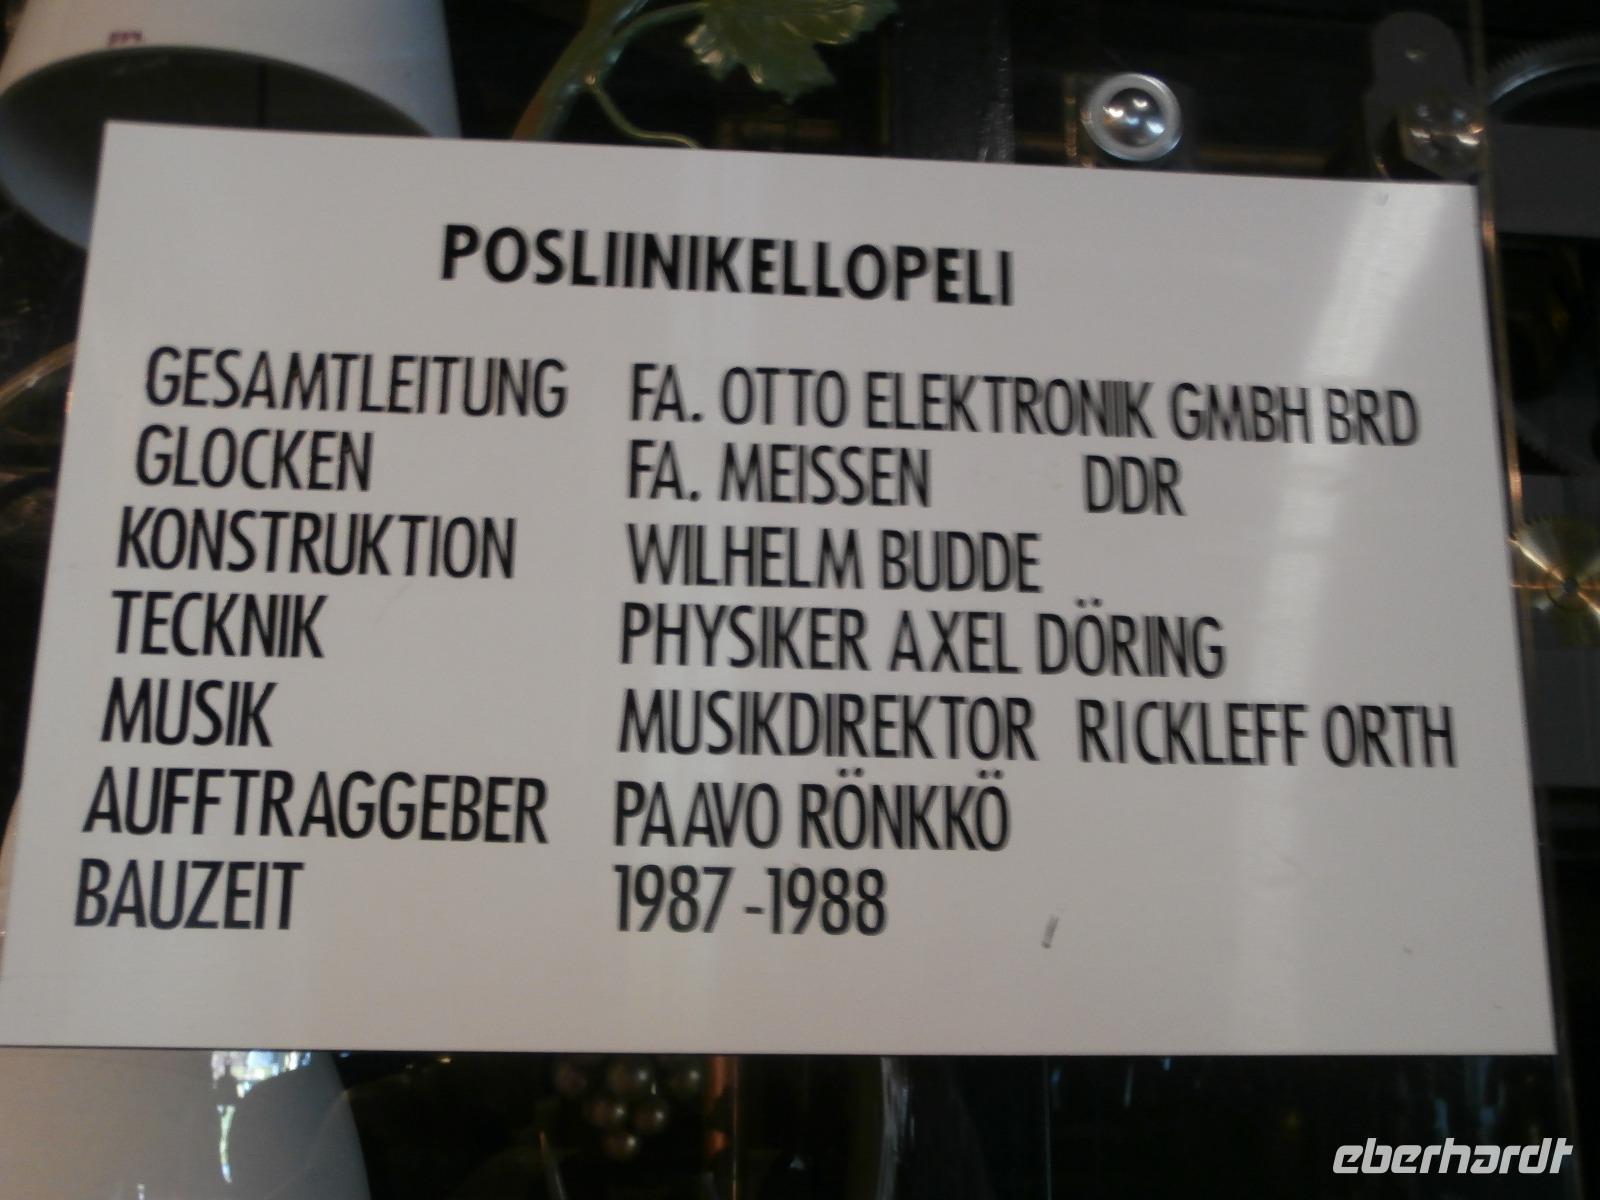 POSLIINIKELLOPELI
GESAMTLEITUNG FA. OTTO ELEKTRONIK GMBH BRD
GLOCKEN FA. MEISSEN DDR
KONSTRUKTION WILHELM BUDDE
TECKNIK PHYSIKER AXEL DÖRING
MUSIK MUSIKDIREKTOR RICKLEFF ORTH
AUFFTRAGGEBER PAAVO RÖNKKÖ
BAUZEIT 1987-1988
eberhardt